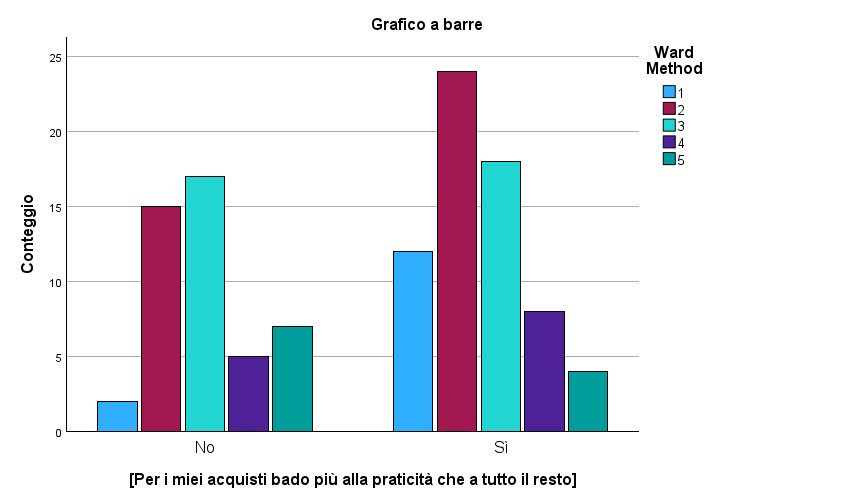 Grafico a barre
Ward
Method
1
2
3
4
5
Conteggio
25
20
15
10
5
0
No
Sì
[Per i miei acquisti bado più alla praticità che a tutto il resto]